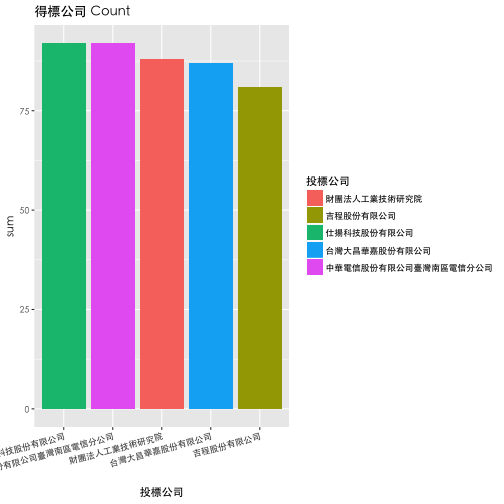 得標公司 Count
75
50
25
0
sum
科技股份有限公司
份有限公司臺灣南區電信分公司
財團法人工業技術研究院
台灣大昌華嘉股份有限公司
吉程股份有限公司
投標公司
投標公司
財團法人工業技術研究院
吉程股份有限公司
仕揚科技股份有限公司
台灣大昌華嘉股份有限公司
中華電信股份有限公司臺灣南區電信分公司